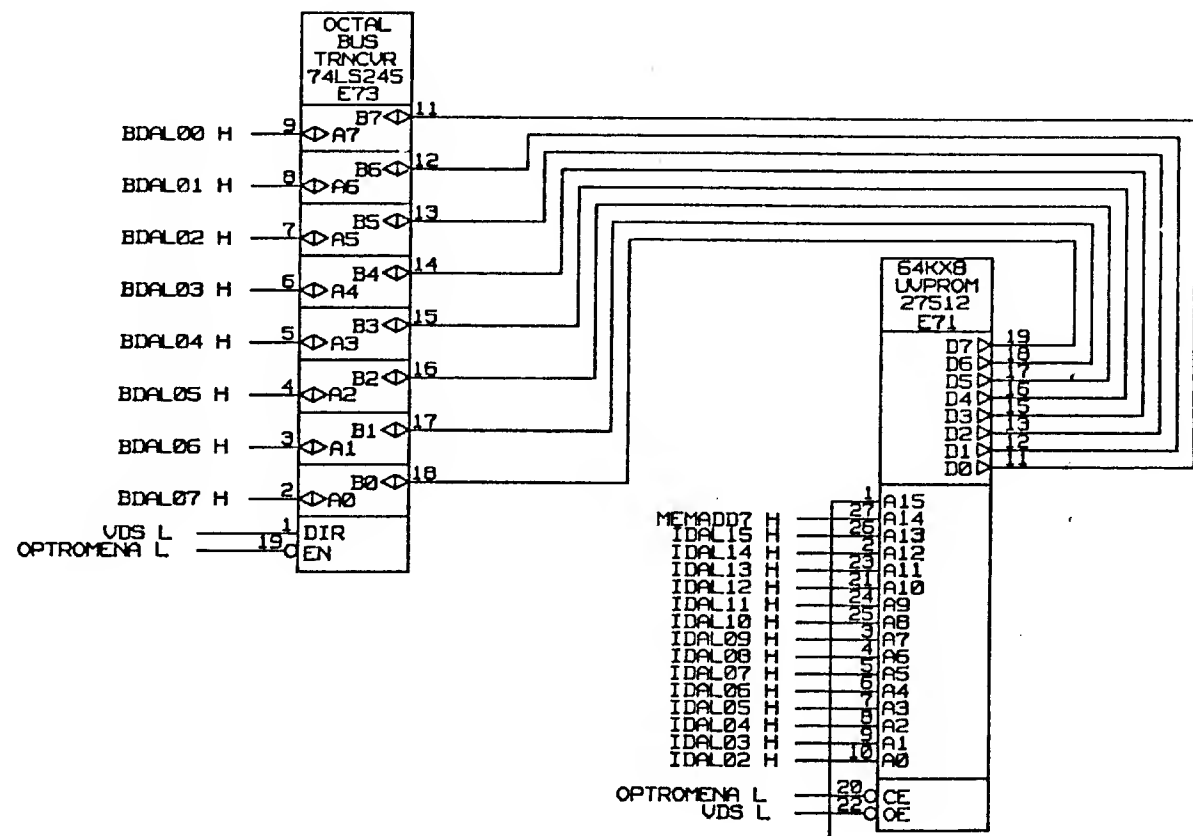 OCTAL
BUS
TRNCVR
74LS245
E73
B7 11
BDAL00 H 9 A7
B6 12
BDAL01 H 8 A6
B5 13
BDAL02 H 7 A5
B4 14
BDAL03 H 6 A4
B3 15
BDAL04 H 5 A3
B2 16
BDAL05 H 4 A2
B1 17
BDAL06 H 3 A1
B0 18
BDAL07 H 2 A0
VDS L 1 DIR
OPTROMENA L 19 EN
64KX8
UVPROM
27512
E71
D7 19
D6 18
D5 17
D4 16
D3 15
D2 13
D1 12
D0 11
1 A15
MEMADD7 H 27 A14
IDAL15 H 26 A13
IDAL14 H 2 A12
IDAL13 H 23 A11
IDAL12 H 21 A10
IDAL11 H 24 A9
IDAL10 H 25 A8
IDAL09 H 3 A7
IDAL08 H 4 A6
IDAL07 H 5 A5
IDAL06 H 6 A4
IDAL05 H 7 A3
IDAL04 H 8 A2
IDAL03 H 9 A1
IDAL02 H 10 A0
OPTROMENA L 20 CE
VDS L 22 OE